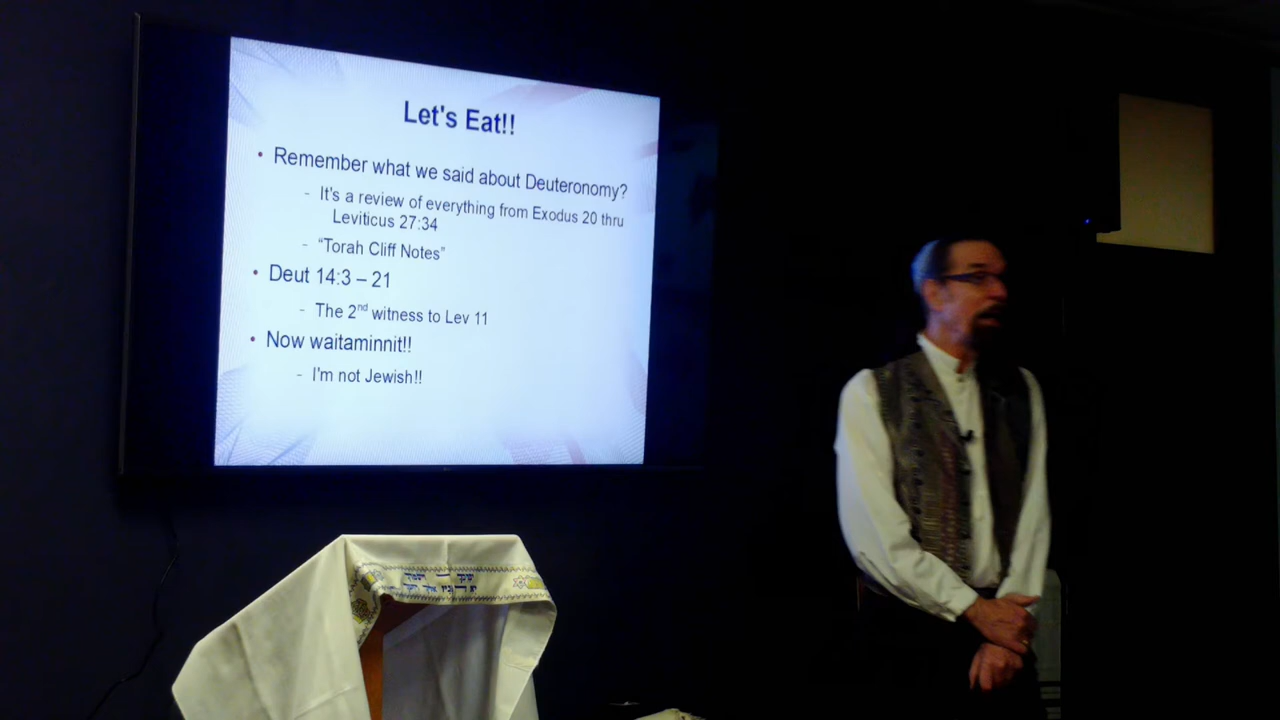 Let's Eat!!
• Remember what we said about Deuteronomy?
- It's a review of everything from Exodus 20 thru
Leviticus 27:34
- “Torah Cliff Notes”
• Deut 14:3 – 21
- The 2nd witness to Lev 11
• Now waitaminnit!!
- I'm not Jewish!!